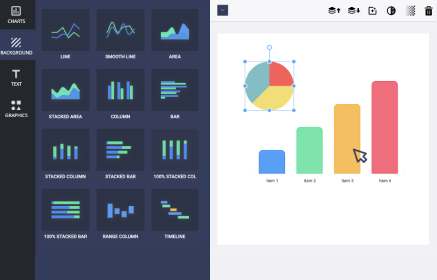 CHARTS
BACKGROUND
TEXT
GRAPHICS
LINE
SMOOTH LINE
AREA
STACKED AREA
COLUMN
BAR
STACKED COLUMN
STACKED BAR
100% STACKED COL
100% STACKED BAR
RANGE COLUMN
TIMELINE
Item 1
Item 2
Item 3
Item 4